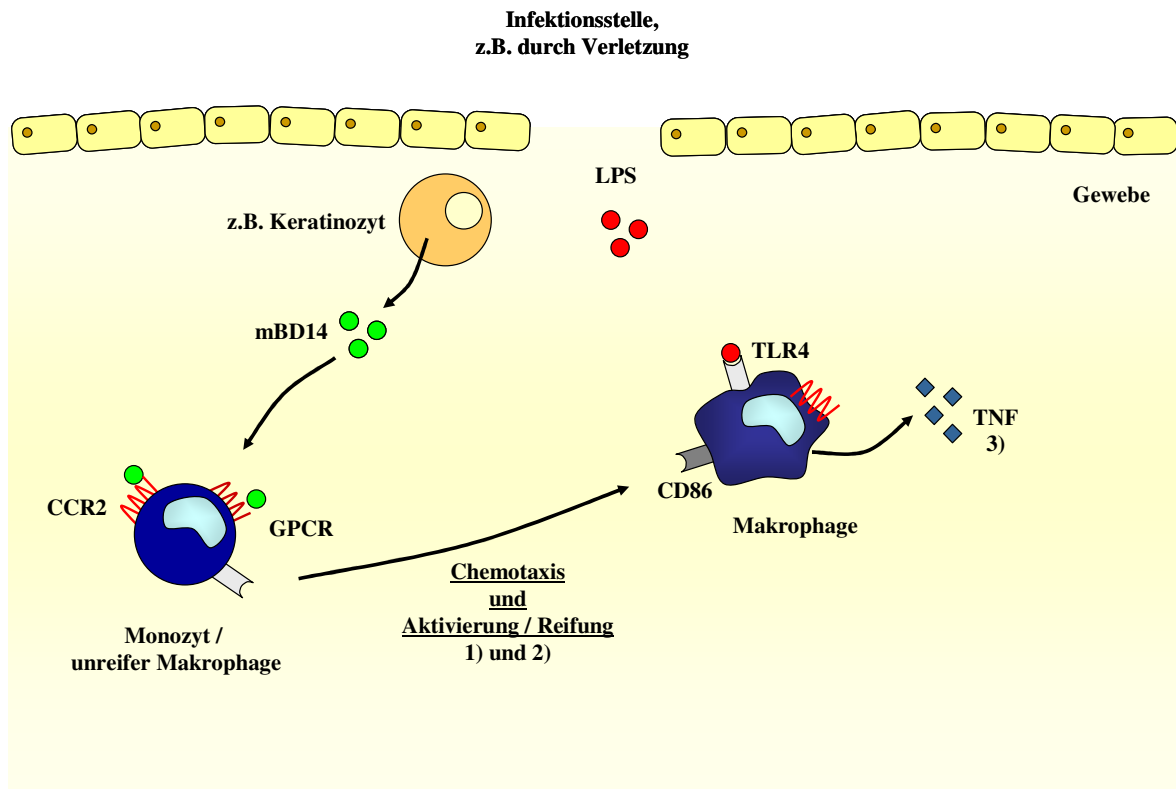 Infektionsstelle,
z.B. durch Verletzung
LPS
Gewebe
z.B. Keratinozyt
mBD14
TLR4
TNF
3)
CD86
CCR2
GPCR
Makrophage
Chemotaxis
und
Aktivierung / Reifung
1) und 2)
Monozyt /
unreifer Makrophage